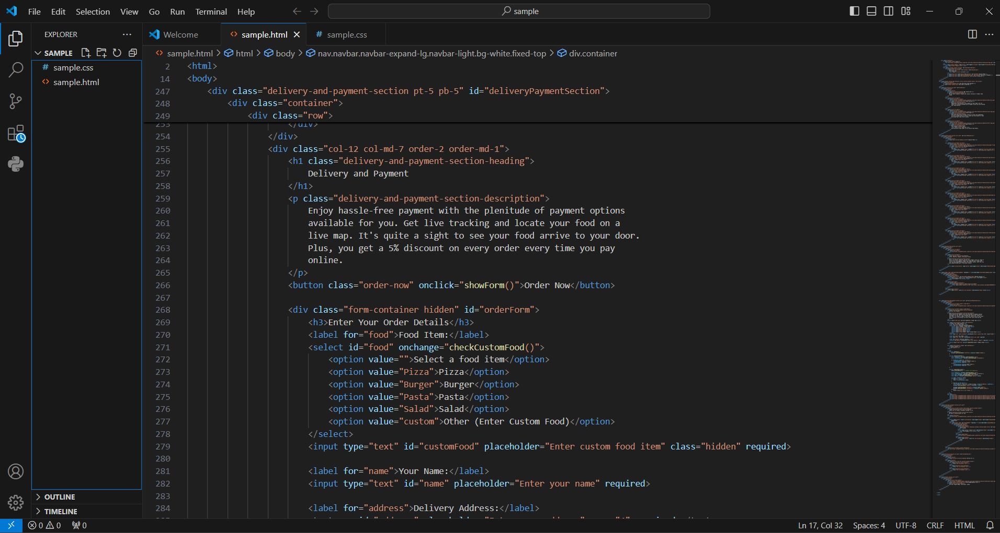 File Edit Selection View Go Run Terminal Help
sample
EXPLORER
Welcome
sample.html
sample.css
SAMPLE
sample.css
sample.html
sample.html > html > body > nav.navbar.navbar-expand-lg.navbar-light.bg-white.fixed-top > div.container
2 <html>
14 <body>
247 <div class="delivery-and-payment-section pt-5 pb-5" id="deliveryPaymentSection">
248 <div class="container">
249 <div class="row">
253 </div>
254 </div>
255 <div class="col-12 col-md-7 order-2 order-md-1">
256 <h1 class="delivery-and-payment-section-heading">
257 Delivery and Payment
258 </h1>
259 <p class="delivery-and-payment-section-description">
260 Enjoy hassle-free payment with the plenitude of payment options
261 available for you. Get live tracking and locate your food on a
262 live map. It's quite a sight to see your food arrive to your door.
263 Plus, you get a 5% discount on every order every time you pay
264 online.
265 </p>
266 <button class="order-now" onclick="showForm()">Order Now</button>
267
268 <div class="form-container hidden" id="orderForm">
269 <h3>Enter Your Order Details</h3>
270 <label for="food">Food Item:</label>
271 <select id="food" onchange="checkCustomFood()">
272 <option value="">Select a food item</option>
273 <option value="Pizza">Pizza</option>
274 <option value="Burger">Burger</option>
275 <option value="Pasta">Pasta</option>
276 <option value="Salad">Salad</option>
277 <option value="custom">Other (Enter Custom Food)</option>
278 </select>
279 <input type="text" id="customFood" placeholder="Enter custom food item" class="hidden" required>
280
281 <label for="name">Your Name:</label>
282 <input type="text" id="name" placeholder="Enter your name" required>
283
284 <label for="address">Delivery Address:</label>
OUTLINE
TIMELINE
0 0 0
Ln 17, Col 32 Spaces: 4 UTF-8 CRLF HTML